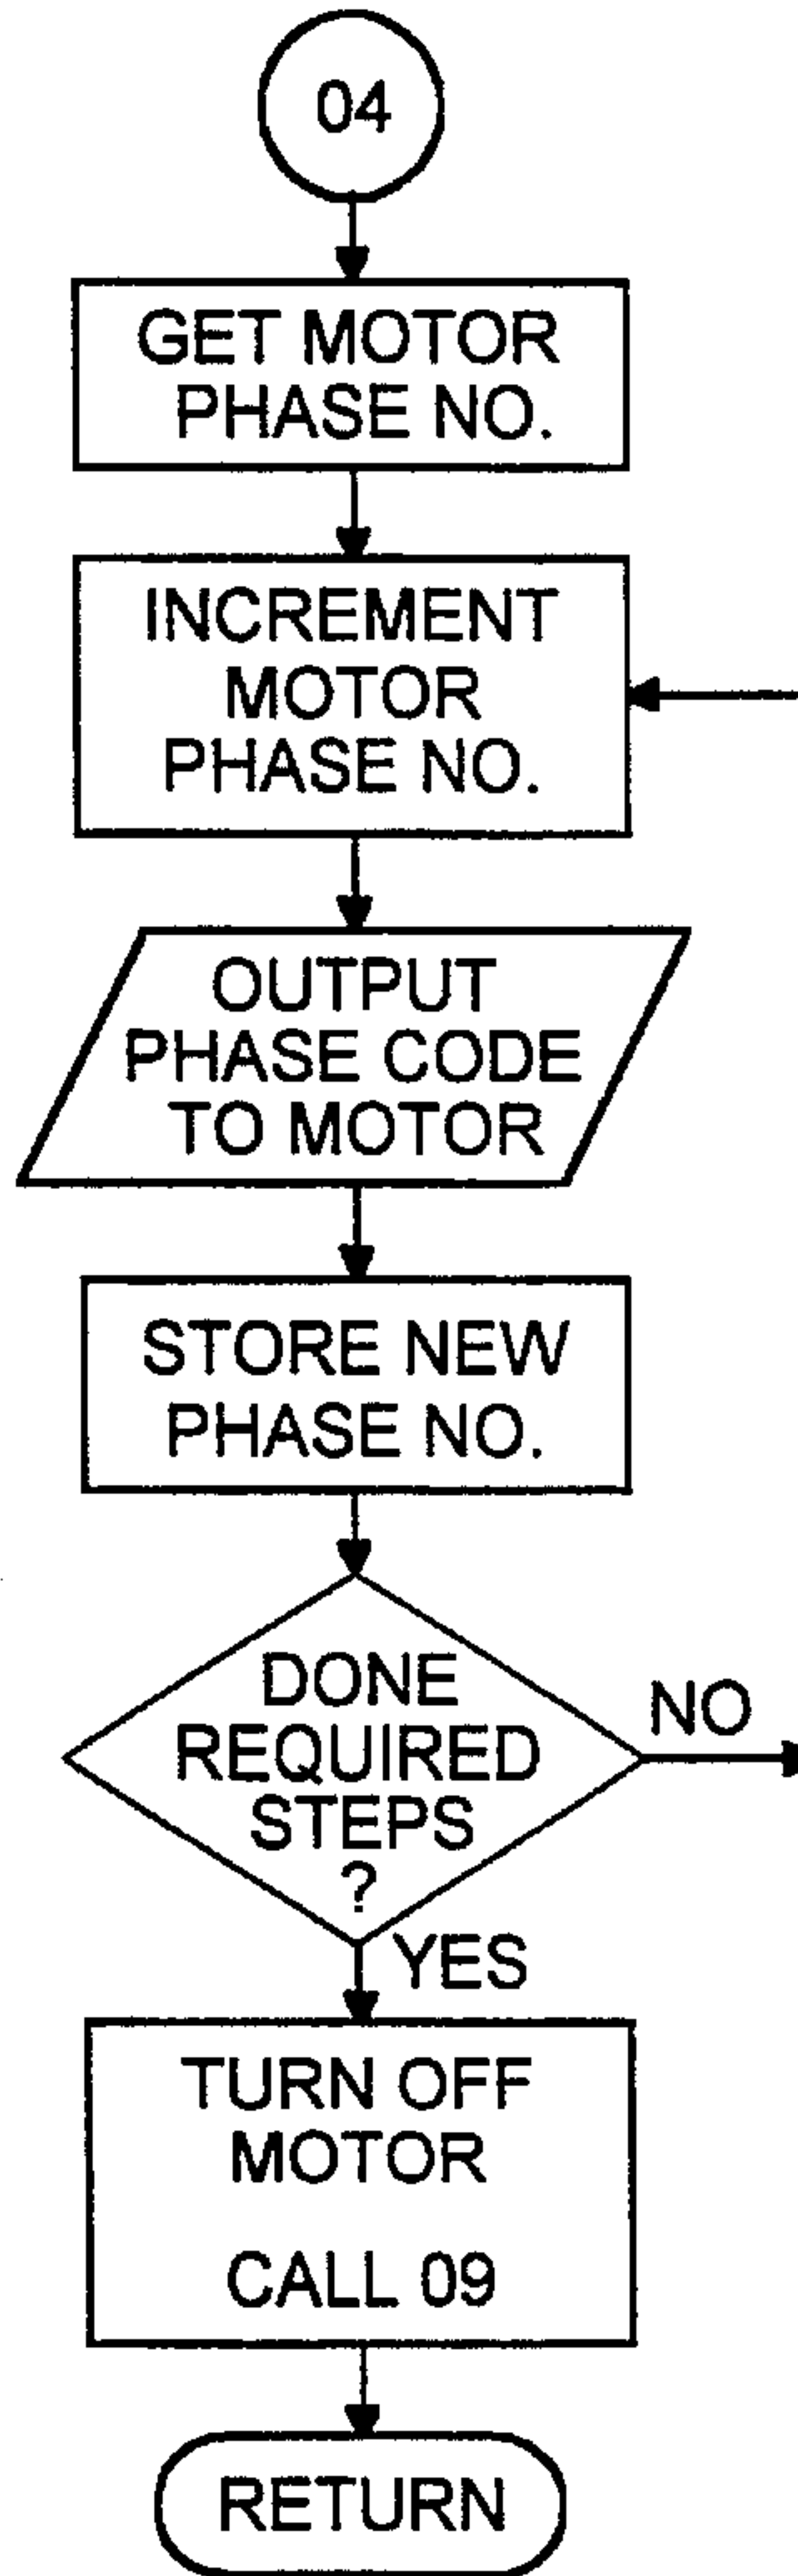 04
GET MOTOR
PHASE NO.
INCREMENT
MOTOR
PHASE NO.
OUTPUT
PHASE CODE
TO MOTOR
STORE NEW
PHASE NO.
DONE
REQUIRED
STEPS
?
NO
YES
TURN OFF
MOTOR
CALL 09
RETURN